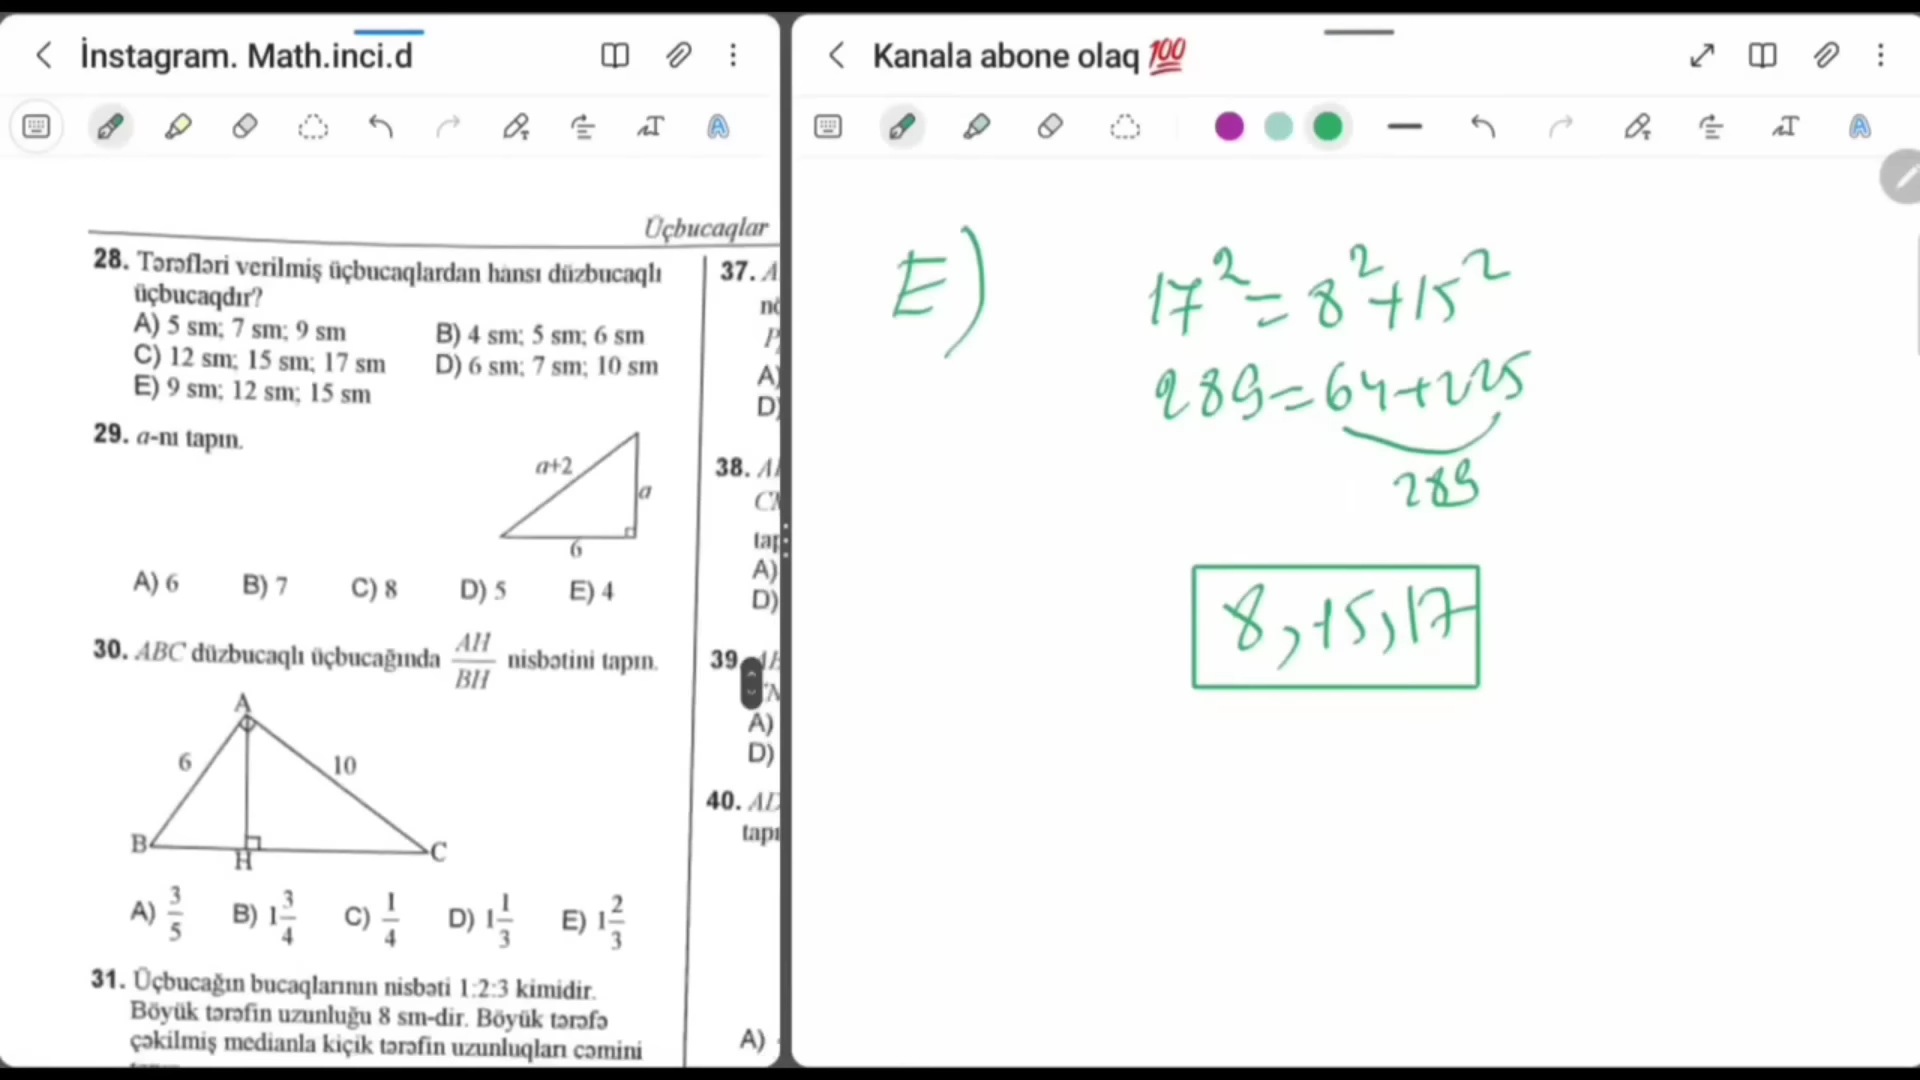 İnstagram. Math.inci.d
Üçbucaqlar
28. Tərəfləri verilmiş üçbucaqlardan hansı düzbucaqlı
üçbucaqdır?
A) 5 sm; 7 sm; 9 sm B) 4 sm; 5 sm; 6 sm
C) 12 sm; 15 sm; 17 sm D) 6 sm; 7 sm; 10 sm
E) 9 sm; 12 sm; 15 sm
29. a-nı tapın.
a+2
a
6
A) 6 B) 7 C) 8 D) 5 E) 4
30. ABC düzbucaqlı üçbucağında AH/BH nisbətini tapın.
A
6 10
B H C
A) 3/5 B) 1 3/4 C) 1/4 D) 1 1/3 E) 1 2/3
31. Üçbucağın bucaqlarının nisbəti 1:2:3 kimidir.
Böyük tərəfin uzunluğu 8 sm-dir. Böyük tərəfə
çəkilmiş medianla kiçik tərəfin uzunluqları cəmini
37. A
A)
D)
38.
A)
D)
39.
A)
D)
40. AD
tapı
A)
Kanala abone olaq 💯
E) 17² = 8² + 15²
289 = 64 + 225
289
8, 15, 17